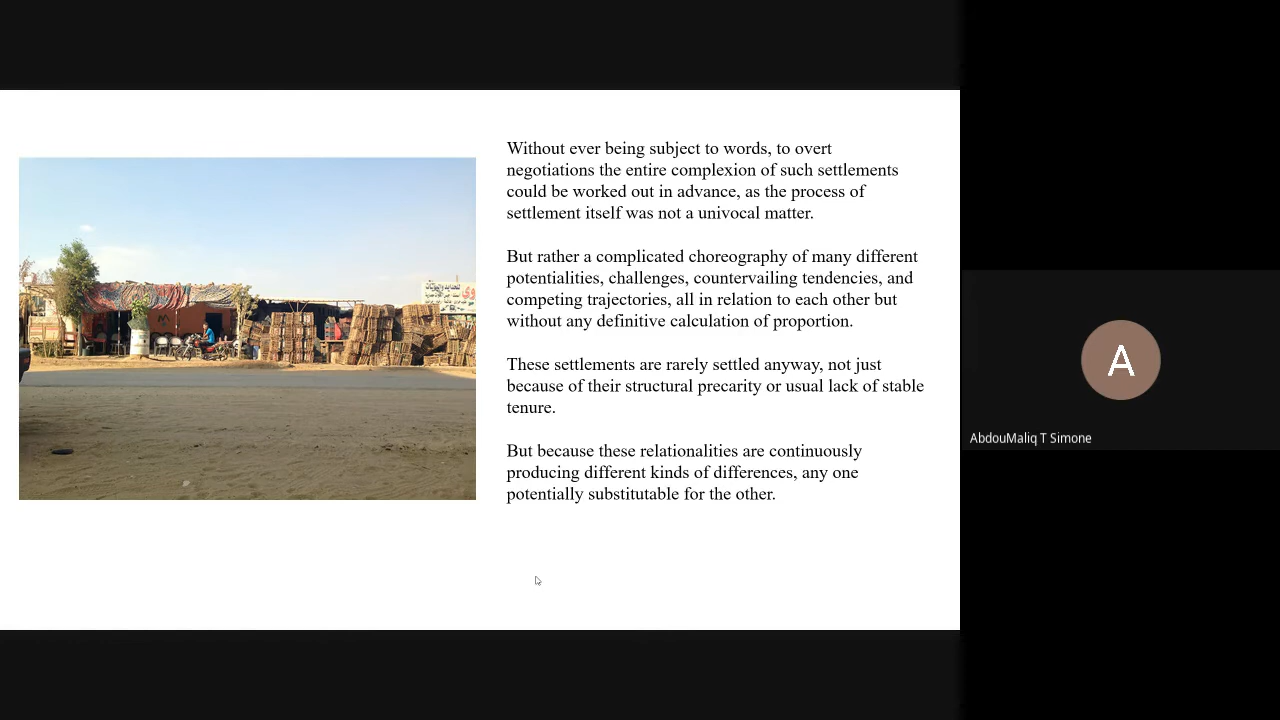 Without ever being subject to words, to overt
negotiations the entire complexion of such settlements
could be worked out in advance, as the process of
settlement itself was not a univocal matter.
But rather a complicated choreography of many different
potentialities, challenges, countervailing tendencies, and
competing trajectories, all in relation to each other but
without any definitive calculation of proportion.
These settlements are rarely settled anyway, not just
because of their structural precarity or usual lack of stable
tenure.
But because these relationalities are continuously
producing different kinds of differences, any one
potentially substitutable for the other.
A
AbdouMaliq T Simone